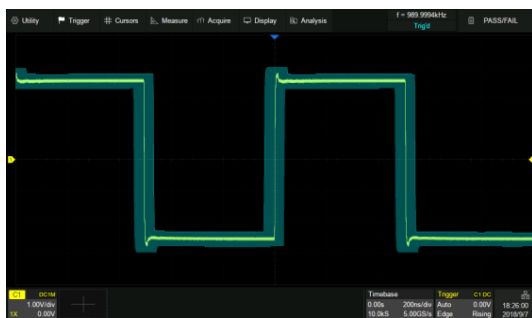 Utility Trigger Cursors Measure Acquire Display Analysis f = 989.9994kHz Trig'd PASS/FAIL
C1 DC1M
1.00V/div
1X 0.00V
Timebase
0.00s 200ns/div
10.0kS 5.00GS/s
Trigger C1 DC
Auto 0.00V
Edge Rising
18:26:00
2018/9/7